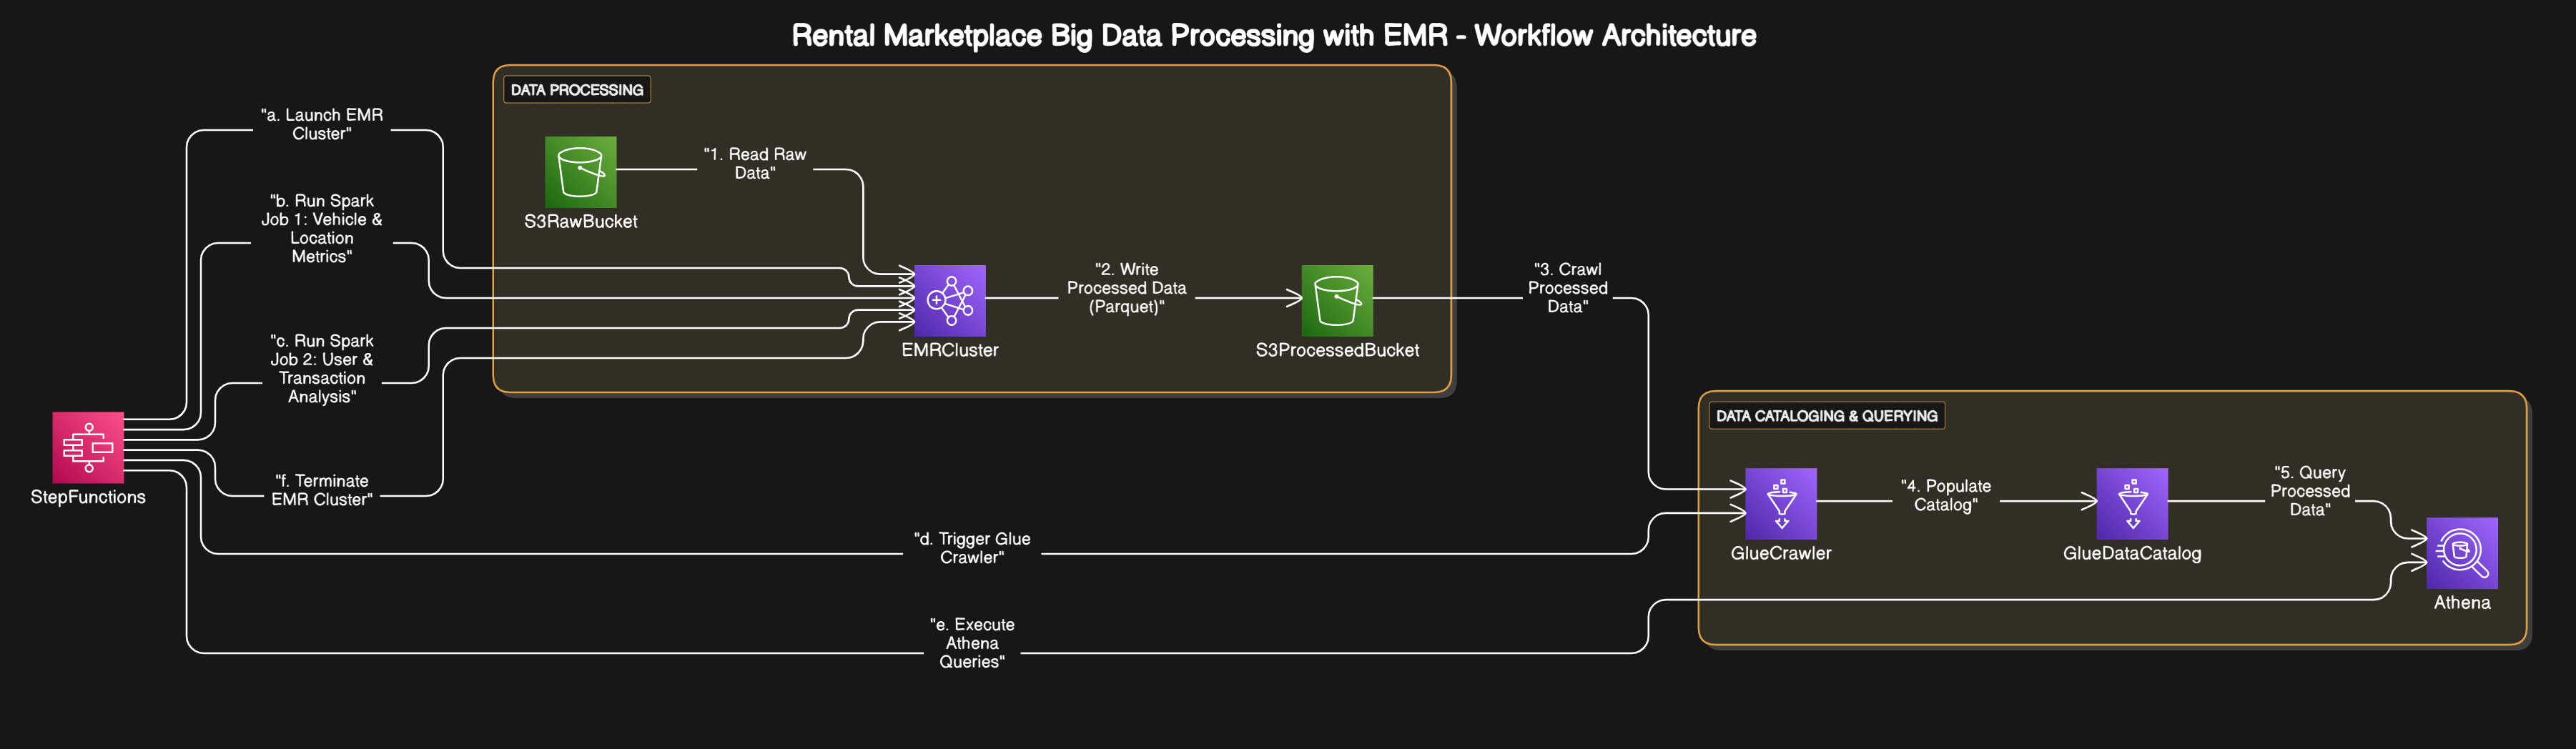 Rental Marketplace Big Data Processing with EMR - Workflow Architecture
DATA PROCESSING
"a. Launch EMR
Cluster"
"1. Read Raw
Data"
S3RawBucket
"b. Run Spark
Job 1: Vehicle &
Location
Metrics"
"2. Write
Processed Data
(Parquet)"
"3. Crawl
Processed
Data"
EMRCluster
S3ProcessedBucket
"c. Run Spark
Job 2: User &
Transaction
Analysis"
DATA CATALOGING & QUERYING
StepFunctions
"f. Terminate
EMR Cluster"
"4. Populate
Catalog"
"5. Query
Processed
Data"
"d. Trigger Glue
Crawler"
GlueCrawler
GlueDataCatalog
Athena
"e. Execute
Athena
Queries"